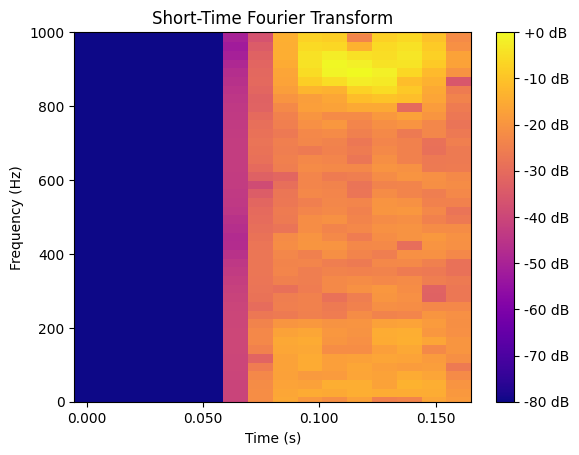 Short-Time Fourier Transform
Frequency (Hz)
1000
800
600
400
200
0
0.000
0.050
0.100
0.150
Time (s)
+0 dB
-10 dB
-20 dB
-30 dB
-40 dB
-50 dB
-60 dB
-70 dB
-80 dB